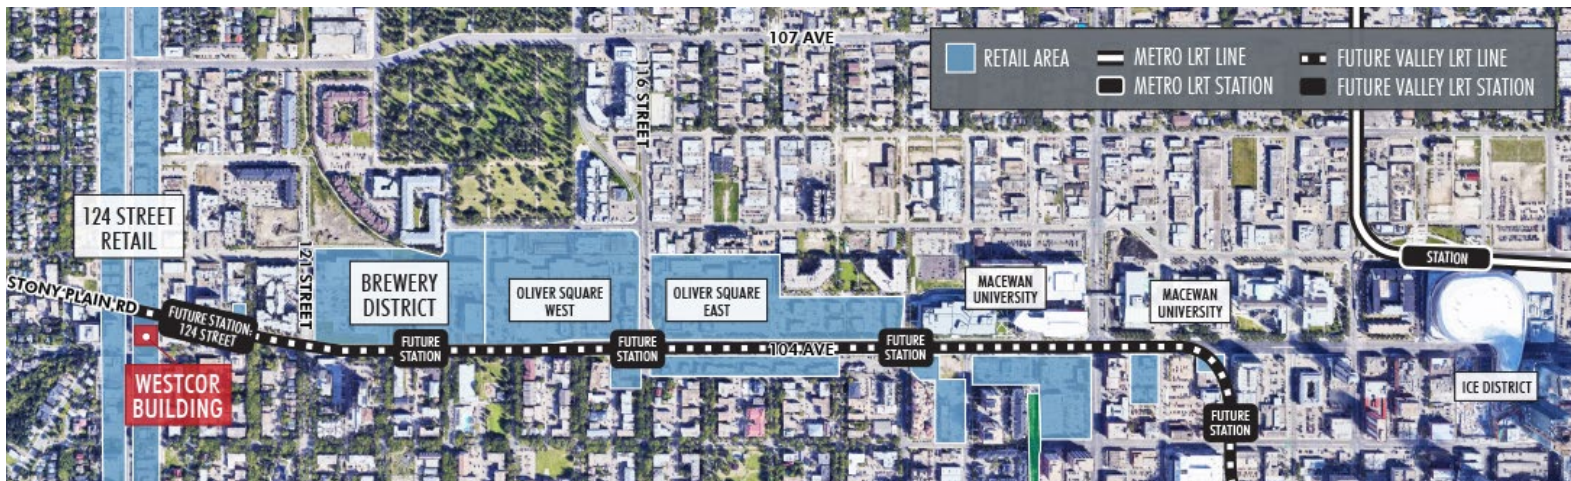 107 AVE
RETAIL AREA
METRO LRT LINE
METRO LRT STATION
FUTURE VALLEY LRT LINE
FUTURE VALLEY LRT STATION
116 STREET
124 STREET
RETAIL
121 STREET
BREWERY
DISTRICT
OLIVER SQUARE
WEST
OLIVER SQUARE
EAST
MACEWAN
UNIVERSITY
MACEWAN
UNIVERSITY
STATION
STONY PLAIN RD
FUTURE STATION:
124 STREET
FUTURE
STATION
FUTURE
STATION
104 AVE
FUTURE
STATION
WESTCOR
BUILDING
FUTURE
STATION
ICE DISTRICT